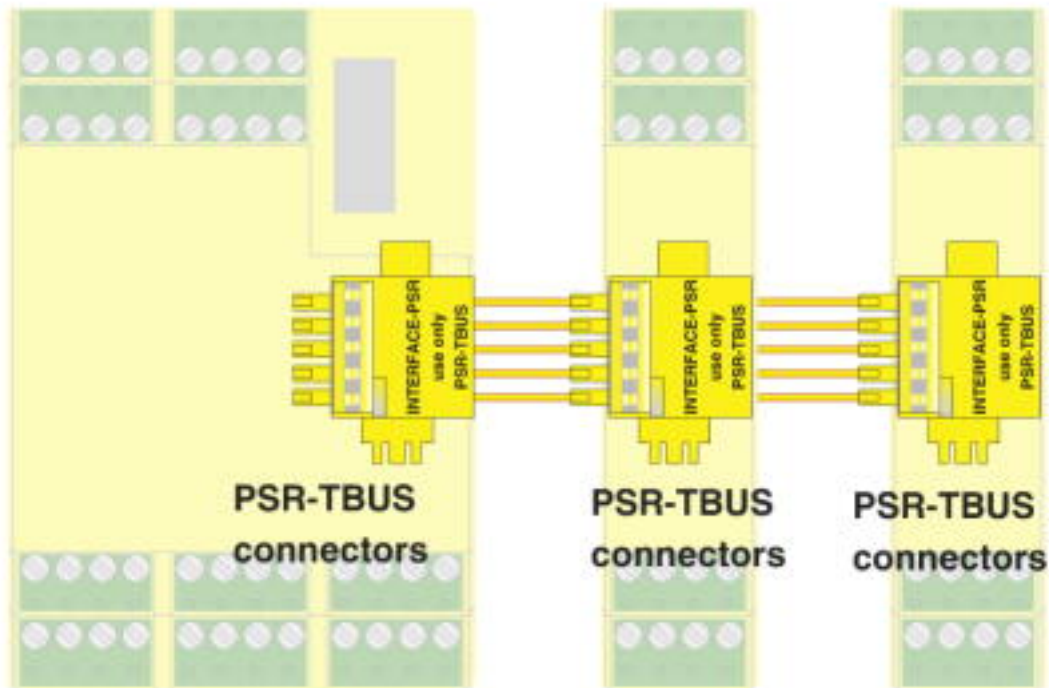 INTERFACE-PSR
use only
PSR-TBUS
INTERFACE-PSR
use only
PSR-TBUS
INTERFACE-PSR
use only
PSR-TBUS
PSR-TBUS
connectors
PSR-TBUS
connectors
PSR-TBUS
connectors